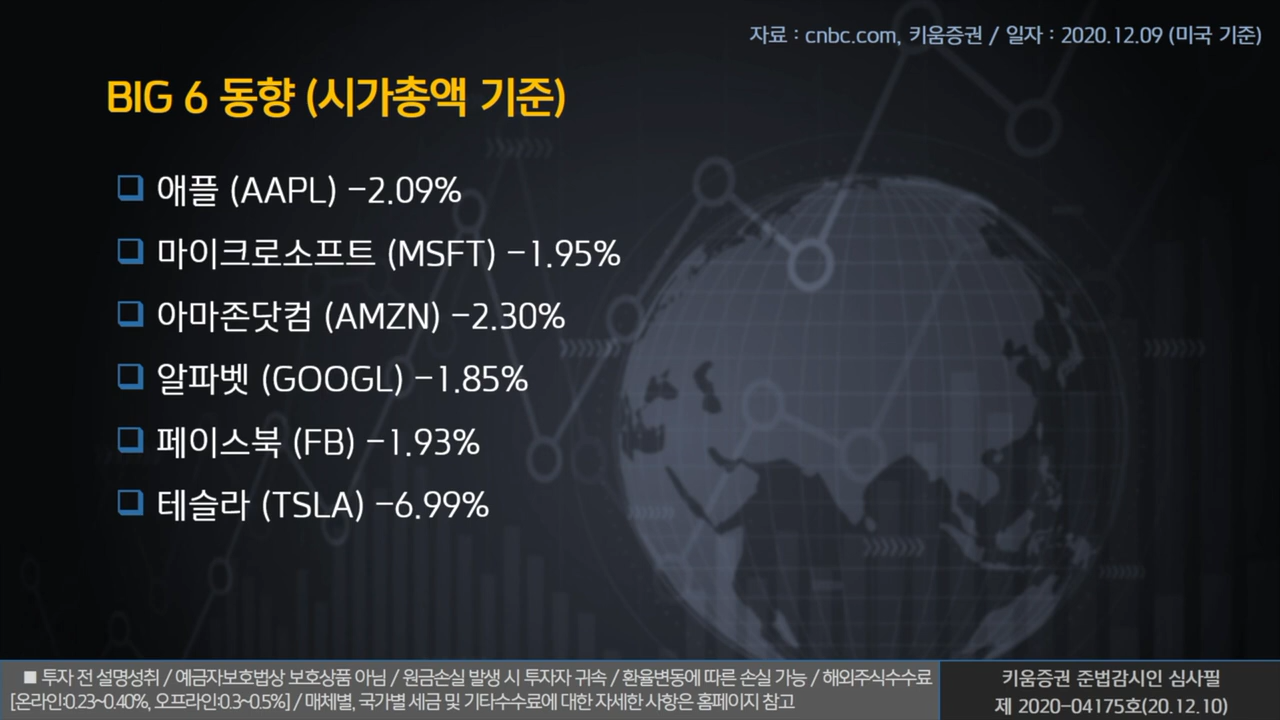 자료 : cnbc.com, 키움증권 / 일자 : 2020.12.09 (미국 기준)
BIG 6 동향 (시가총액 기준)
❑ 애플 (AAPL) -2.09%
❑ 마이크로소프트 (MSFT) -1.95%
❑ 아마존닷컴 (AMZN) -2.30%
❑ 알파벳 (GOOGL) -1.85%
❑ 페이스북 (FB) -1.93%
❑ 테슬라 (TSLA) -6.99%
■ 투자 전 설명청취 / 예금자보호법상 보호상품 아님 / 원금손실 발생 시 투자자 귀속 / 환율변동에 따른 손실 가능 / 해외주식수수료
[온라인:0.23~0.40%, 오프라인:0.3~0.5%] / 매체별, 국가별 세금 및 기타수수료에 대한 자세한 사항은 홈페이지 참고
키움증권 준법감시인 심사필
제 2020-04175호(20.12.10)